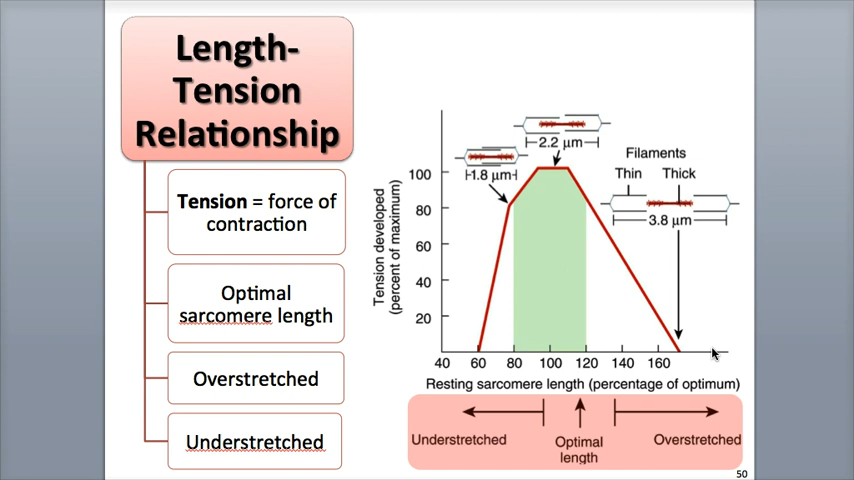 Length-
Tension
Relationship
Tension = force of
contraction
Optimal
sarcomere length
Overstretched
Understretched
2.2 μm
1.8 μm
Filaments
Thin Thick
3.8 μm
Tension developed
(percent of maximum)
100
80
60
40
20
40 60 80 100 120 140 160
Resting sarcomere length (percentage of optimum)
Understretched
Optimal
length
Overstretched
50